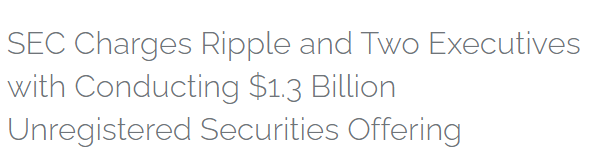 SEC Charges Ripple and Two Executives
with Conducting $1.3 Billion
Unregistered Securities Offering